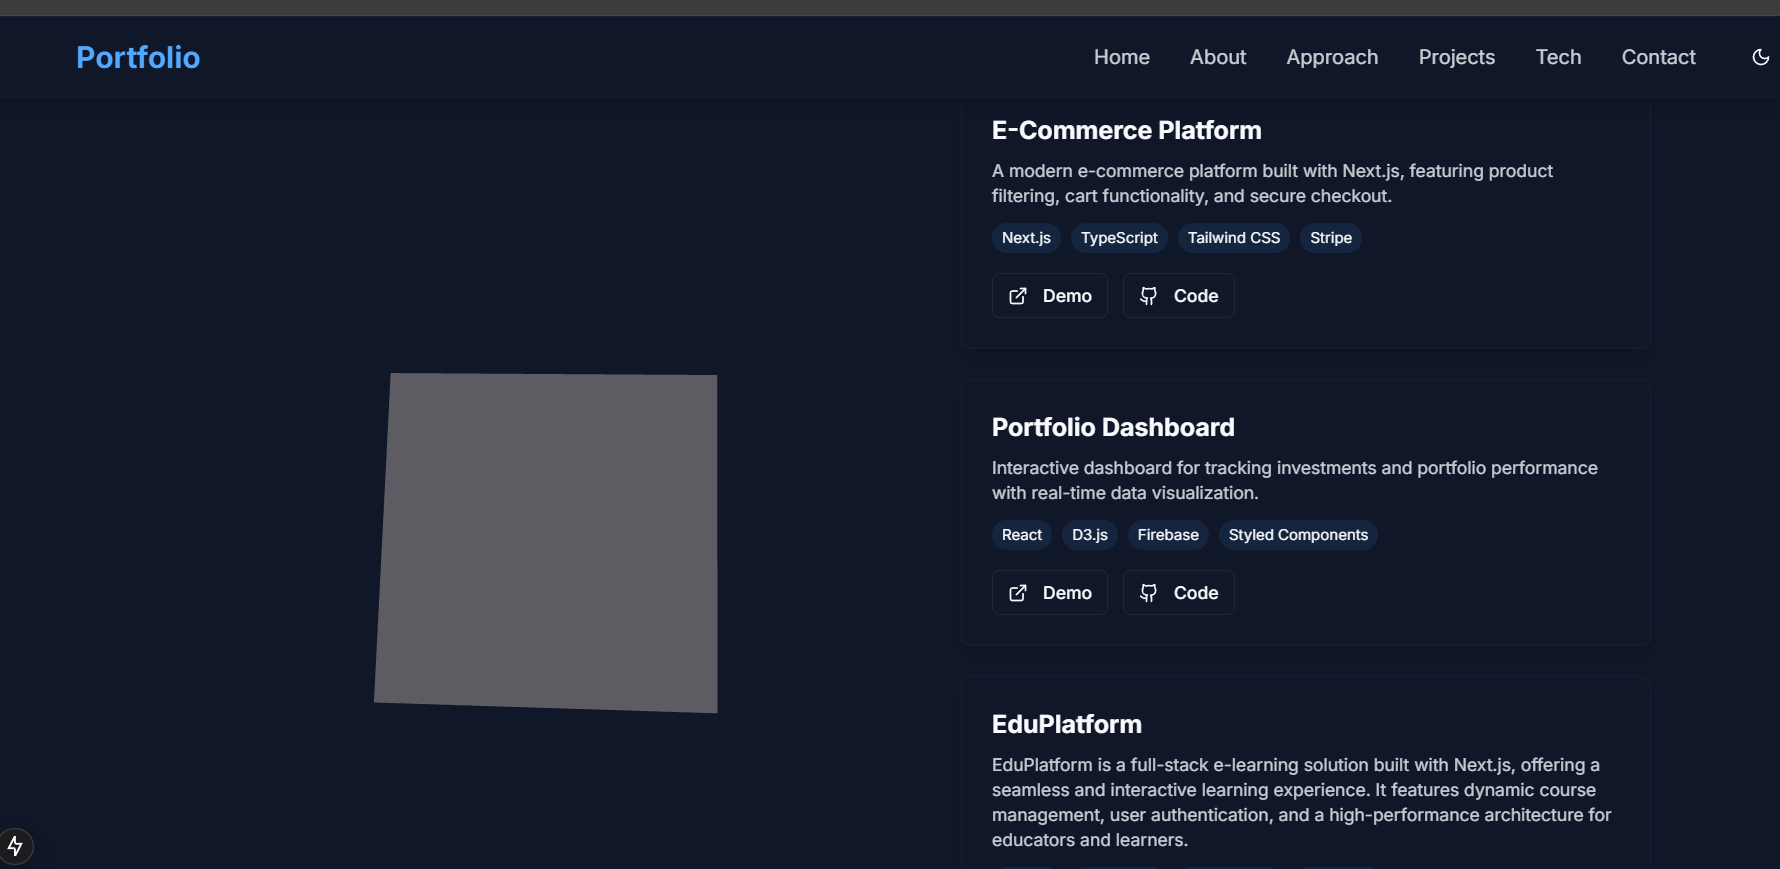 Portfolio
Home About Approach Projects Tech Contact
E-Commerce Platform
A modern e-commerce platform built with Next.js, featuring product
filtering, cart functionality, and secure checkout.
Next.js TypeScript Tailwind CSS Stripe
Demo Code
Portfolio Dashboard
Interactive dashboard for tracking investments and portfolio performance
with real-time data visualization.
React D3.js Firebase Styled Components
Demo Code
EduPlatform
EduPlatform is a full-stack e-learning solution built with Next.js, offering a
seamless and interactive learning experience. It features dynamic course
management, user authentication, and a high-performance architecture for
educators and learners.